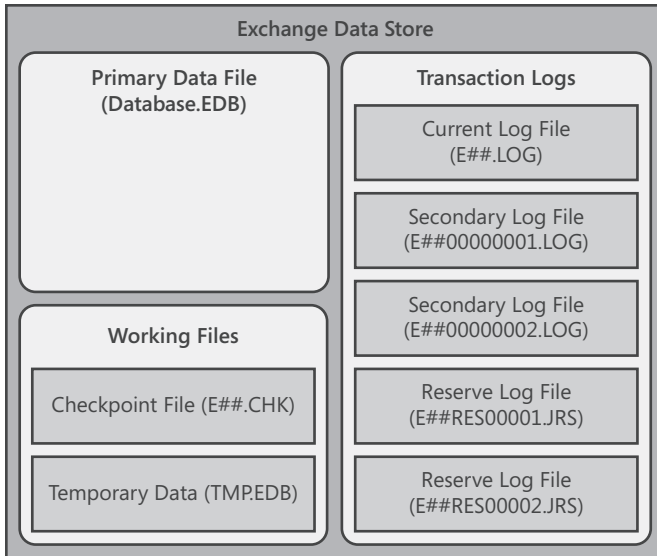 Exchange Data Store
Primary Data File
(Database.EDB)
Working Files
Checkpoint File (E##.CHK)
Temporary Data (TMP.EDB)
Transaction Logs
Current Log File
(E##.LOG)
Secondary Log File
(E##00000001.LOG)
Secondary Log File
(E##00000002.LOG)
Reserve Log File
(E##RES00001.JRS)
Reserve Log File
(E##RES00002.JRS)